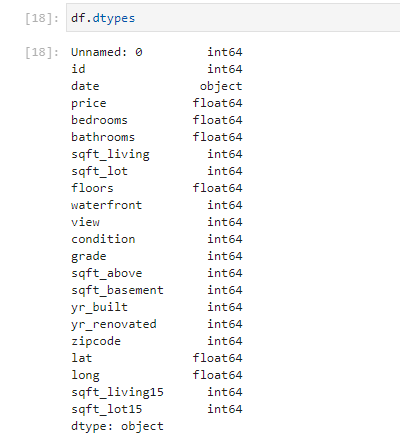 [18]: df.dtypes
[18]: Unnamed: 0 int64
id int64
date object
price float64
bedrooms float64
bathrooms float64
sqft_living int64
sqft_lot int64
floors float64
waterfront int64
view int64
condition int64
grade int64
sqft_above int64
sqft_basement int64
yr_built int64
yr_renovated int64
zipcode int64
lat float64
long float64
sqft_living15 int64
sqft_lot15 int64
dtype: object